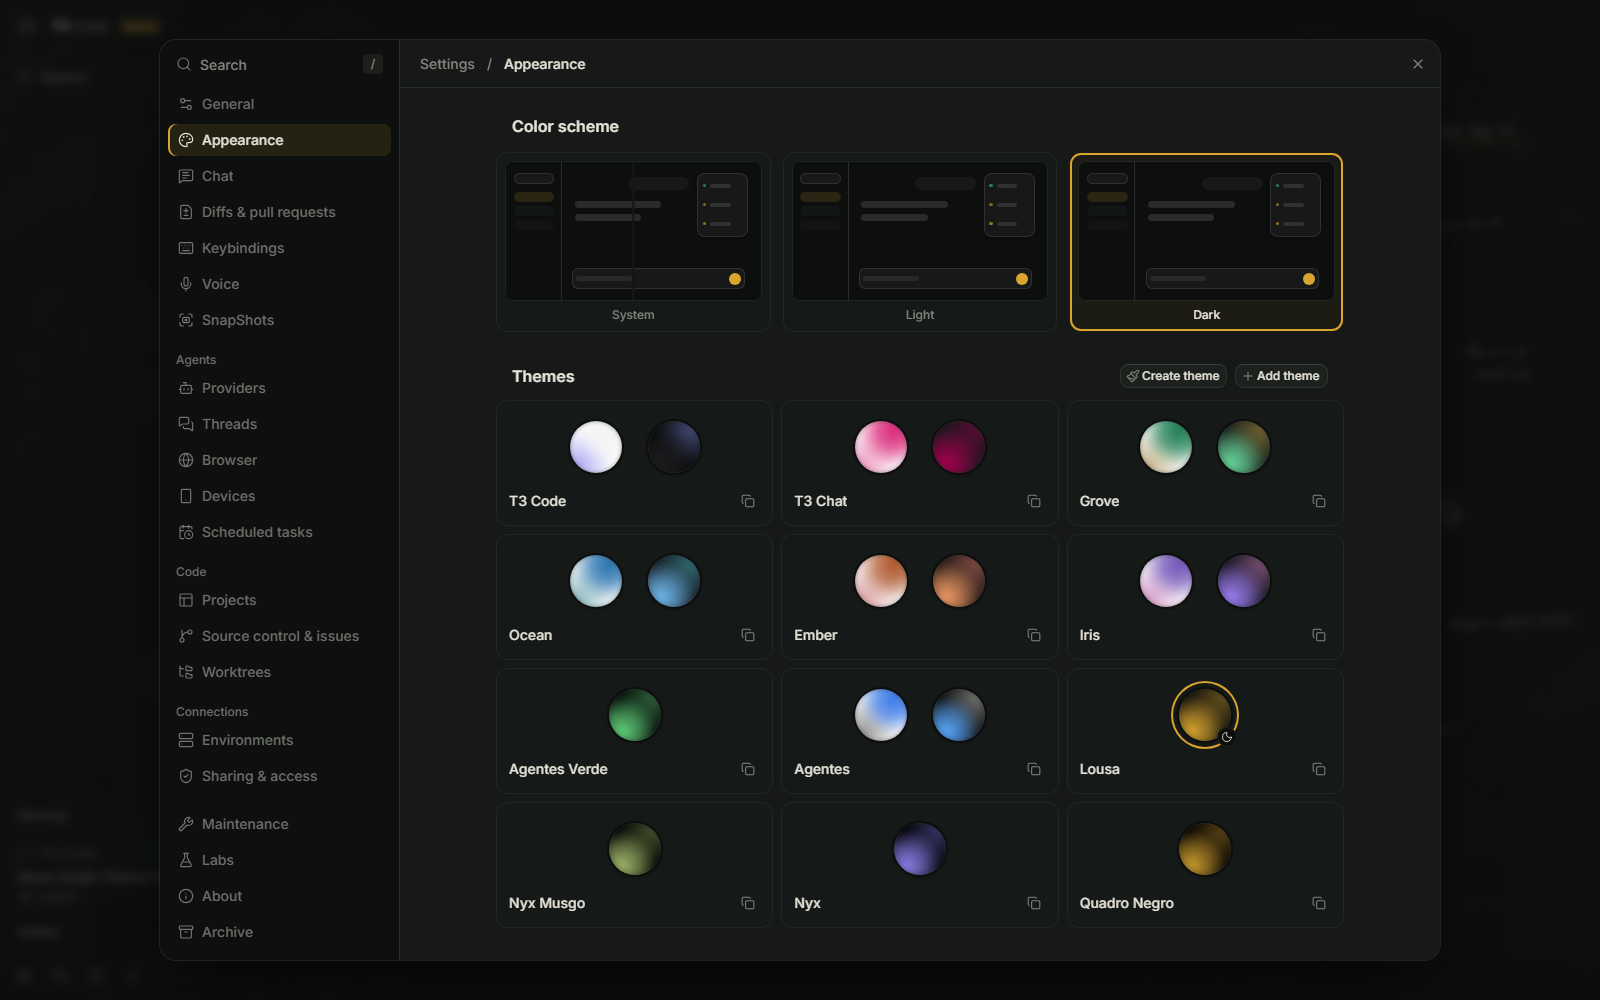 Search /
General
Appearance
Chat
Diffs & pull requests
Keybindings
Voice
SnapShots
Agents
Providers
Threads
Browser
Devices
Scheduled tasks
Code
Projects
Source control & issues
Worktrees
Connections
Environments
Sharing & access
Maintenance
Labs
About
Archive
Settings / Appearance
Color scheme
System
Light
Dark
Themes
Create theme
Add theme
T3 Code
T3 Chat
Grove
Ocean
Ember
Iris
Agentes Verde
Agentes
Lousa
Nyx Musgo
Nyx
Quadro Negro